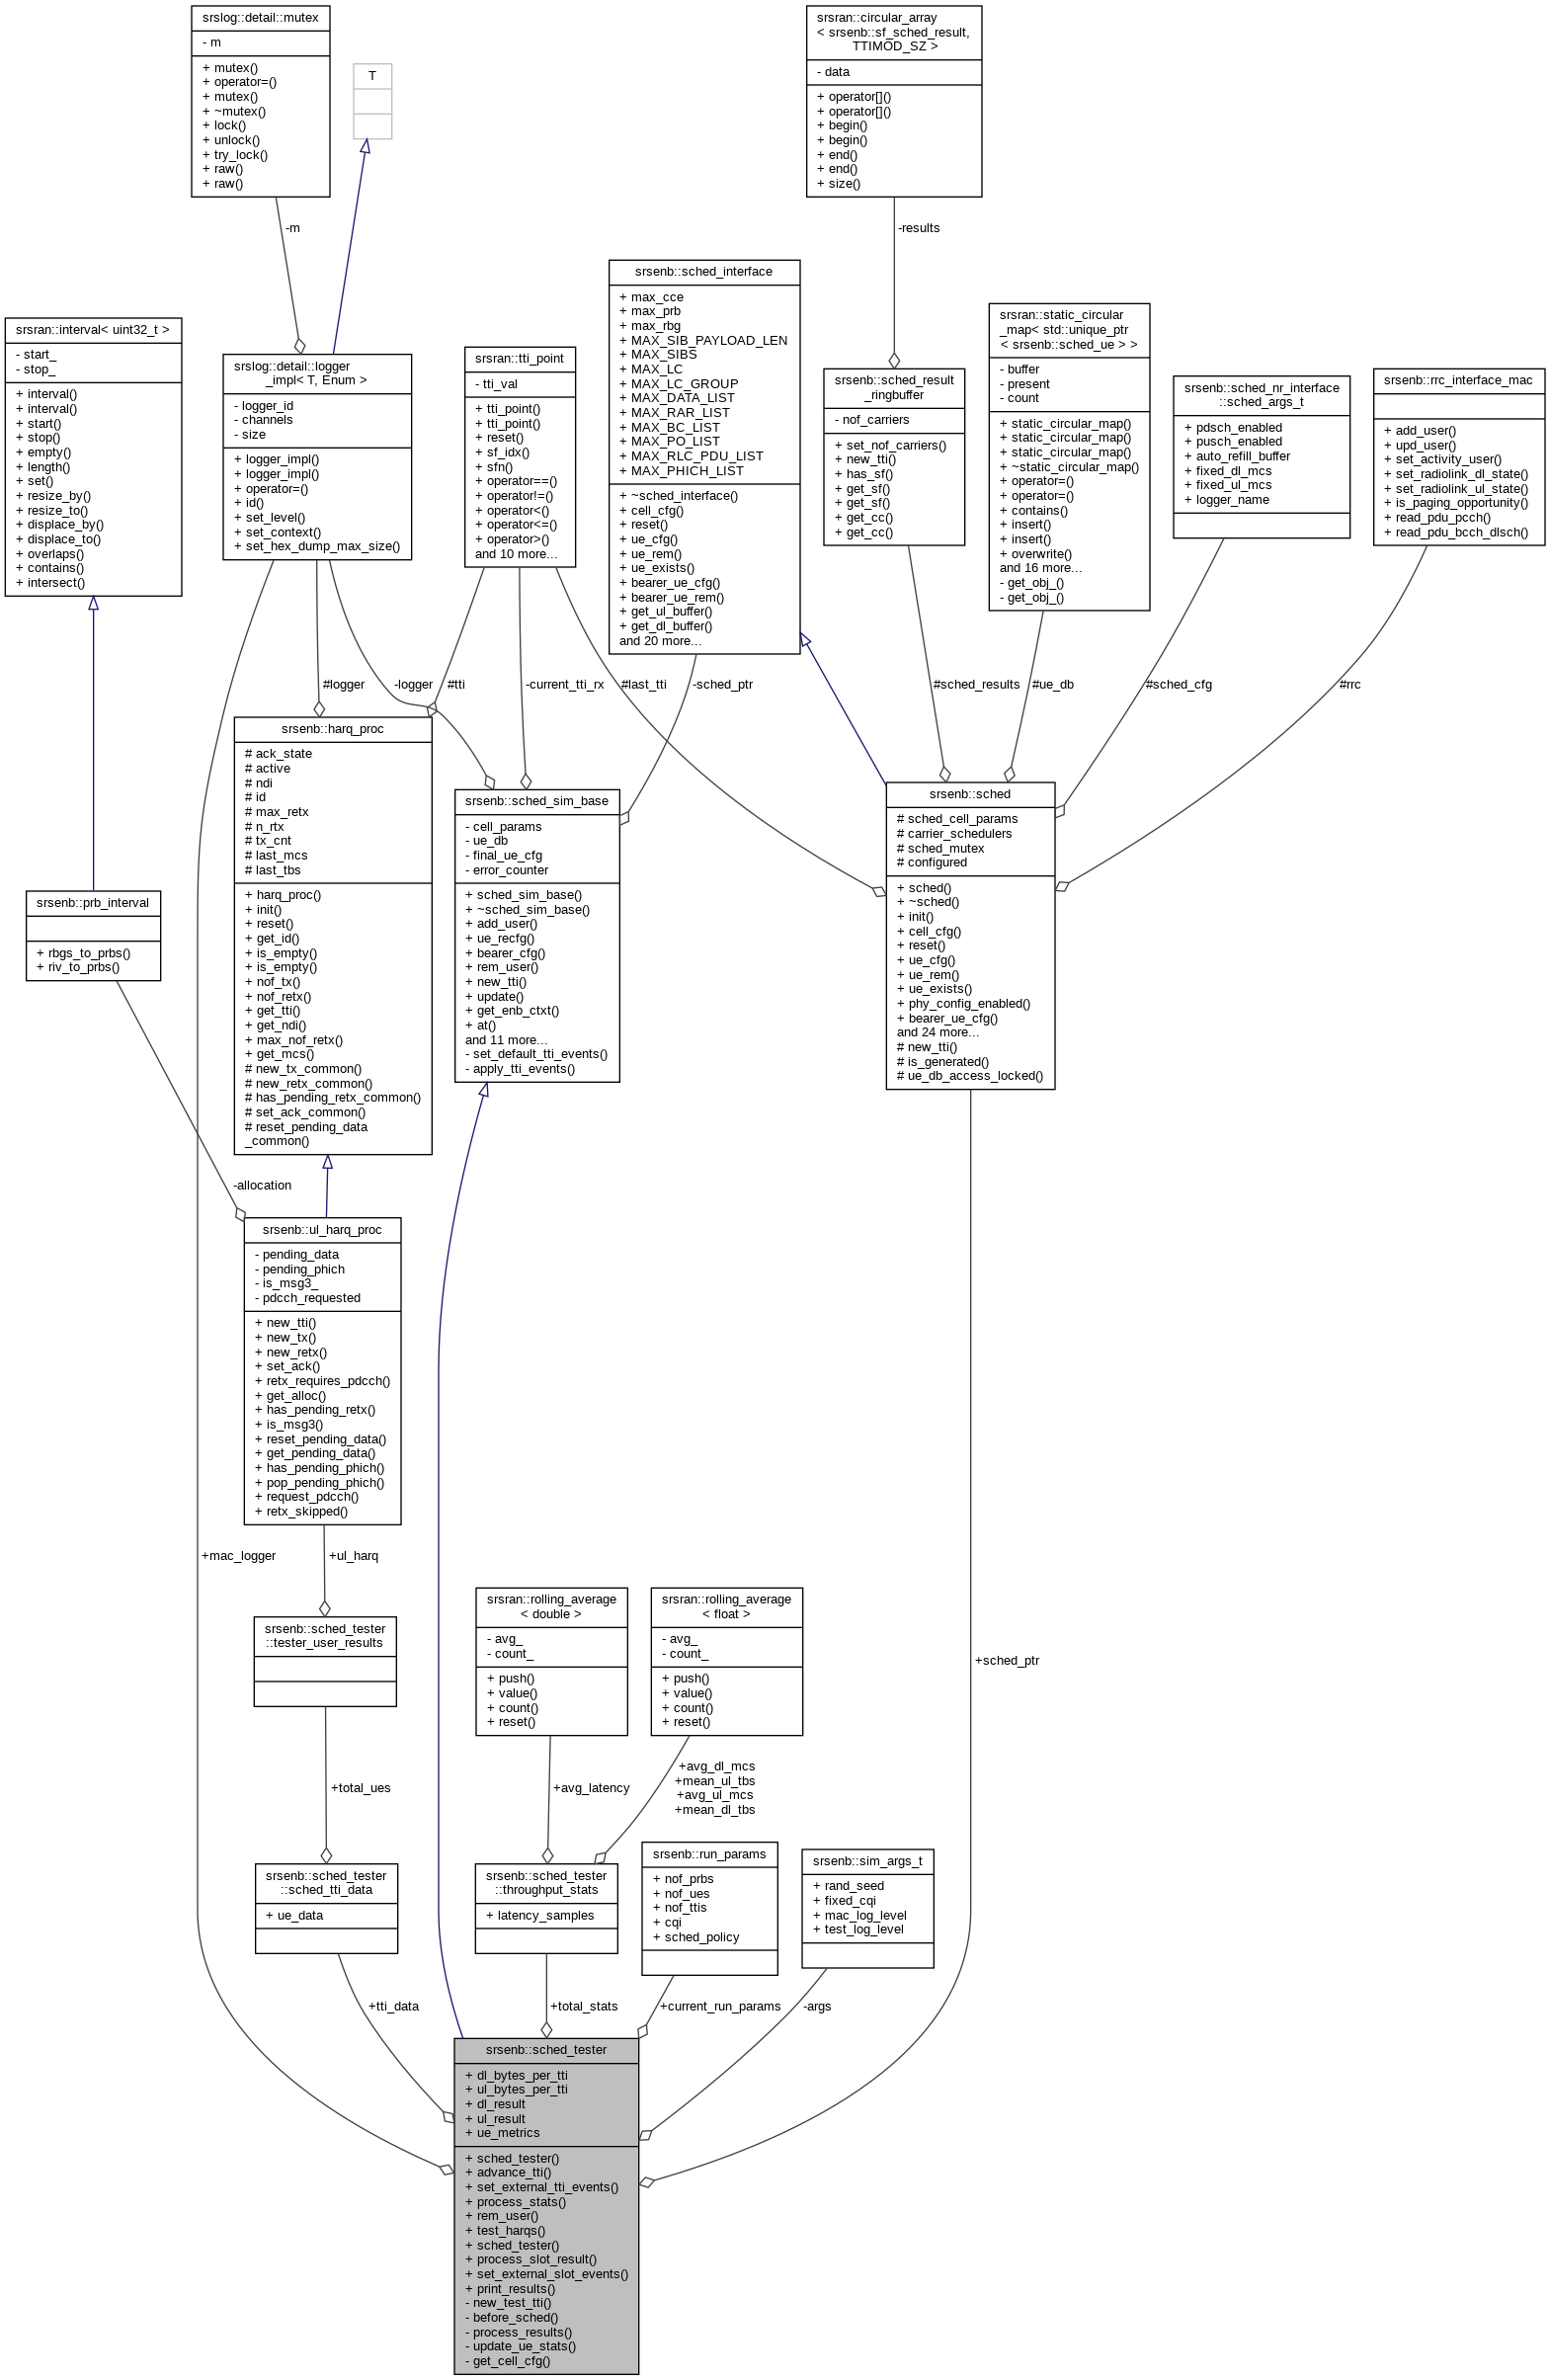 srslog::detail::mutex
- m
+ mutex()
+ operator=()
+ mutex()
+ ~mutex()
+ lock()
+ unlock()
+ try_lock()
+ raw()
+ raw()
T
srsran::circular_array
< srsenb::sf_sched_result,
TTIMOD_SZ >
- data
+ operator[]()
+ operator[]()
+ begin()
+ begin()
+ end()
+ end()
+ size()
-m
-results
srsran::interval< uint32_t >
- start_
- stop_
+ interval()
+ interval()
+ start()
+ stop()
+ empty()
+ length()
+ set()
+ resize_by()
+ resize_to()
+ displace_by()
+ displace_to()
+ overlaps()
+ contains()
+ intersect()
srslog::detail::logger
_impl< T, Enum >
- logger_id
- channels
- size
+ logger_impl()
+ logger_impl()
+ operator=()
+ id()
+ set_level()
+ set_context()
+ set_hex_dump_max_size()
srsran::tti_point
- tti_val
+ tti_point()
+ tti_point()
+ reset()
+ sf_idx()
+ sfn()
+ operator==()
+ operator!=()
+ operator<()
+ operator<=()
+ operator>()
and 10 more...
srsenb::sched_interface
+ max_cce
+ max_prb
+ max_rbg
+ MAX_SIB_PAYLOAD_LEN
+ MAX_SIBS
+ MAX_LC
+ MAX_LC_GROUP
+ MAX_DATA_LIST
+ MAX_RAR_LIST
+ MAX_BC_LIST
+ MAX_PO_LIST
+ MAX_RLC_PDU_LIST
+ MAX_PHICH_LIST
+ ~sched_interface()
+ cell_cfg()
+ reset()
+ ue_cfg()
+ ue_rem()
+ ue_exists()
+ bearer_ue_cfg()
+ bearer_ue_rem()
+ get_ul_buffer()
+ get_dl_buffer()
and 20 more...
srsenb::sched_result
_ringbuffer
- nof_carriers
+ set_nof_carriers()
+ new_tti()
+ has_sf()
+ get_sf()
+ get_sf()
+ get_cc()
+ get_cc()
srsran::static_circular
_map< std::unique_ptr
< srsenb::sched_ue > >
- buffer
- present
- count
+ static_circular_map()
+ static_circular_map()
+ static_circular_map()
+ ~static_circular_map()
+ operator=()
+ operator=()
+ contains()
+ insert()
+ insert()
+ overwrite()
and 16 more...
- get_obj_()
- get_obj_()
srsenb::sched_nr_interface
::sched_args_t
+ pdsch_enabled
+ pusch_enabled
+ auto_refill_buffer
+ fixed_dl_mcs
+ fixed_ul_mcs
+ logger_name
srsenb::rrc_interface_mac
+ add_user()
+ upd_user()
+ set_activity_user()
+ set_radiolink_dl_state()
+ set_radiolink_ul_state()
+ is_paging_opportunity()
+ read_pdu_pcch()
+ read_pdu_bcch_dlsch()
#logger
-logger
#tti
-current_tti_rx
#last_tti
-sched_ptr
#sched_results
#ue_db
#sched_cfg
#rrc
srsenb::prb_interval
+ rbgs_to_prbs()
+ riv_to_prbs()
srsenb::harq_proc
# ack_state
# active
# ndi
# id
# max_retx
# n_rtx
# tx_cnt
# last_mcs
# last_tbs
+ harq_proc()
+ init()
+ reset()
+ get_id()
+ is_empty()
+ is_empty()
+ nof_tx()
+ nof_retx()
+ get_tti()
+ get_ndi()
+ max_nof_retx()
+ get_mcs()
# new_tx_common()
# new_retx_common()
# has_pending_retx_common()
# set_ack_common()
# reset_pending_data
_common()
srsenb::sched_sim_base
- cell_params
- ue_db
- final_ue_cfg
- error_counter
+ sched_sim_base()
+ ~sched_sim_base()
+ add_user()
+ ue_recfg()
+ bearer_cfg()
+ rem_user()
+ new_tti()
+ update()
+ get_enb_ctxt()
+ at()
and 11 more...
- set_default_tti_events()
- apply_tti_events()
srsenb::sched
# sched_cell_params
# carrier_schedulers
# sched_mutex
# configured
+ sched()
+ ~sched()
+ init()
+ cell_cfg()
+ reset()
+ ue_cfg()
+ ue_rem()
+ ue_exists()
+ phy_config_enabled()
+ bearer_ue_cfg()
and 24 more...
# new_tti()
# is_generated()
# ue_db_access_locked()
-allocation
srsenb::ul_harq_proc
- pending_data
- pending_phich
- is_msg3_
- pdcch_requested
+ new_tti()
+ new_tx()
+ new_retx()
+ set_ack()
+ retx_requires_pdcch()
+ get_alloc()
+ has_pending_retx()
+ is_msg3()
+ reset_pending_data()
+ get_pending_data()
+ has_pending_phich()
+ pop_pending_phich()
+ request_pdcch()
+ retx_skipped()
+mac_logger
+ul_harq
srsenb::sched_tester
::tester_user_results
srsran::rolling_average
< double >
- avg_
- count_
+ push()
+ value()
+ count()
+ reset()
srsran::rolling_average
< float >
- avg_
- count_
+ push()
+ value()
+ count()
+ reset()
+sched_ptr
+total_ues
+avg_latency
+avg_dl_mcs
+mean_ul_tbs
+avg_ul_mcs
+mean_dl_tbs
srsenb::sched_tester
::sched_tti_data
+ ue_data
srsenb::sched_tester
::throughput_stats
+ latency_samples
srsenb::run_params
+ nof_prbs
+ nof_ues
+ nof_ttis
+ cqi
+ sched_policy
srsenb::sim_args_t
+ rand_seed
+ fixed_cqi
+ mac_log_level
+ test_log_level
+tti_data
+total_stats
+current_run_params
-args
srsenb::sched_tester
+ dl_bytes_per_tti
+ ul_bytes_per_tti
+ dl_result
+ ul_result
+ ue_metrics
+ sched_tester()
+ advance_tti()
+ set_external_tti_events()
+ process_stats()
+ rem_user()
+ test_harqs()
+ sched_tester()
+ process_slot_result()
+ set_external_slot_events()
+ print_results()
- new_test_tti()
- before_sched()
- process_results()
- update_ue_stats()
- get_cell_cfg()